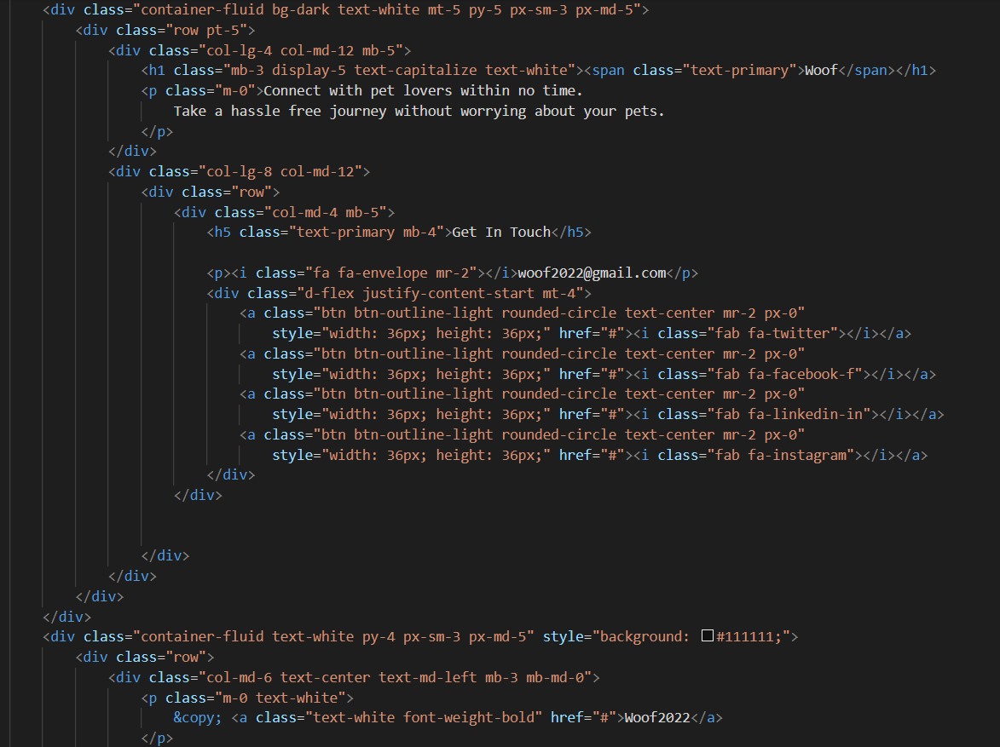 <div class="container-fluid bg-dark text-white mt-5 py-5 px-sm-3 px-md-5">
<div class="row pt-5">
<div class="col-lg-4 col-md-12 mb-5">
<h1 class="mb-3 display-5 text-capitalize text-white"><span class="text-primary">Woof</span></h1>
<p class="m-0">Connect with pet lovers within no time.
Take a hassle free journey without worrying about your pets.
</p>
</div>
<div class="col-lg-8 col-md-12">
<div class="row">
<div class="col-md-4 mb-5">
<h5 class="text-primary mb-4">Get In Touch</h5>
<p><i class="fa fa-envelope mr-2"></i>woof2022@gmail.com</p>
<div class="d-flex justify-content-start mt-4">
<a class="btn btn-outline-light rounded-circle text-center mr-2 px-0"
style="width: 36px; height: 36px;" href="#"><i class="fab fa-twitter"></i></a>
<a class="btn btn-outline-light rounded-circle text-center mr-2 px-0"
style="width: 36px; height: 36px;" href="#"><i class="fab fa-facebook-f"></i></a>
<a class="btn btn-outline-light rounded-circle text-center mr-2 px-0"
style="width: 36px; height: 36px;" href="#"><i class="fab fa-linkedin-in"></i></a>
<a class="btn btn-outline-light rounded-circle text-center mr-2 px-0"
style="width: 36px; height: 36px;" href="#"><i class="fab fa-instagram"></i></a>
</div>
</div>
</div>
</div>
</div>
</div>
<div class="container-fluid text-white py-4 px-sm-3 px-md-5" style="background: #111111;">
<div class="row">
<div class="col-md-6 text-center text-md-left mb-3 mb-md-0">
<p class="m-0 text-white">
&copy; <a class="text-white font-weight-bold" href="#">Woof2022</a>
</p>